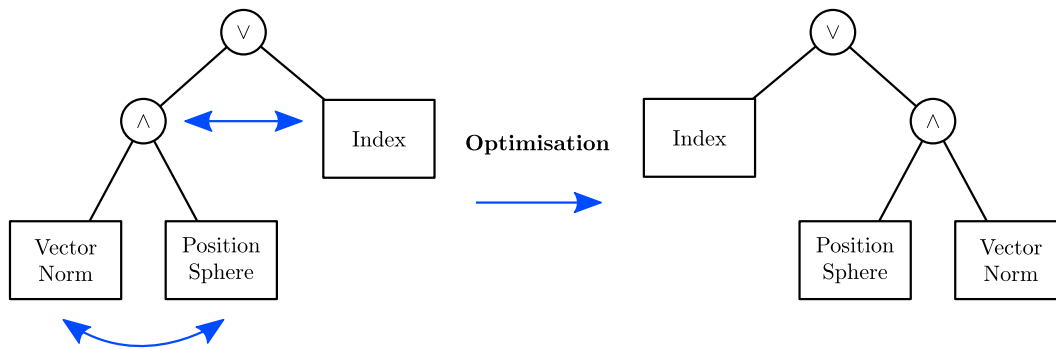 ∨
∧
Index
Vector
Norm
Position
Sphere
Optimisation
∨
Index
∧
Position
Sphere
Vector
Norm